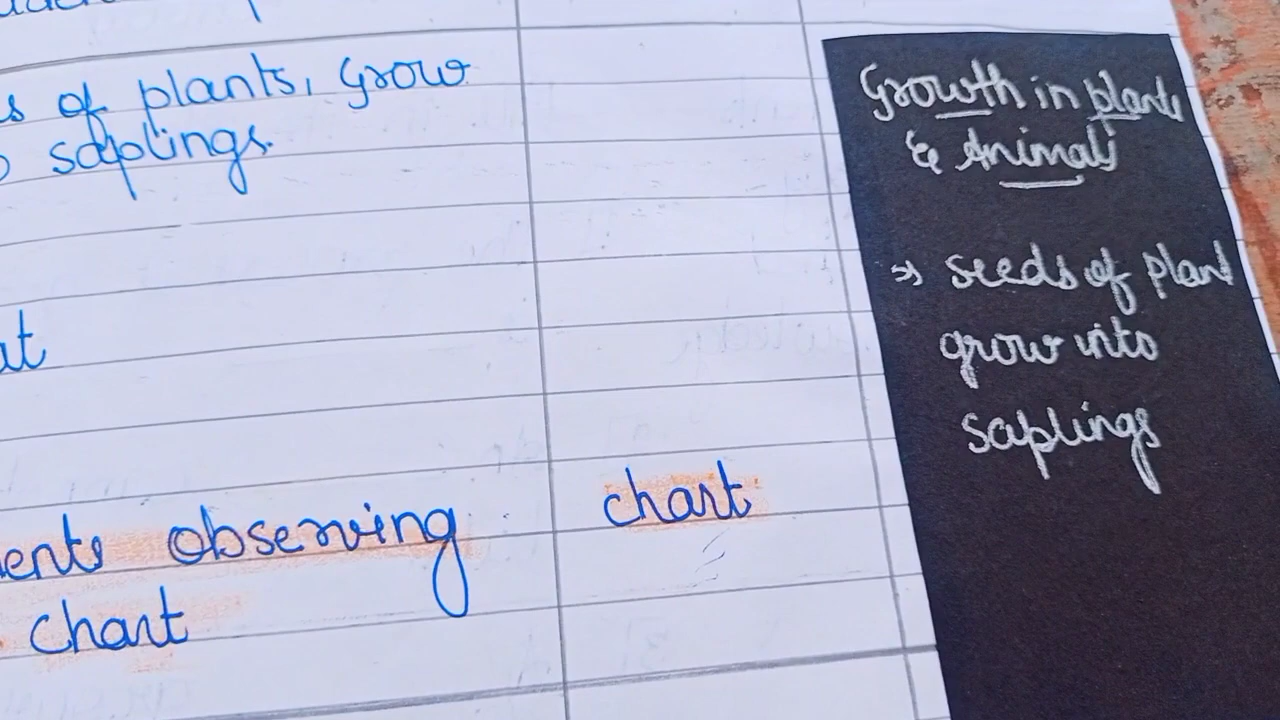 s of plants, Grow
saplings.
at
ents observing
chart
chart
Growth in plants
& Animals
⇒ seeds of plant
grow into
saplings